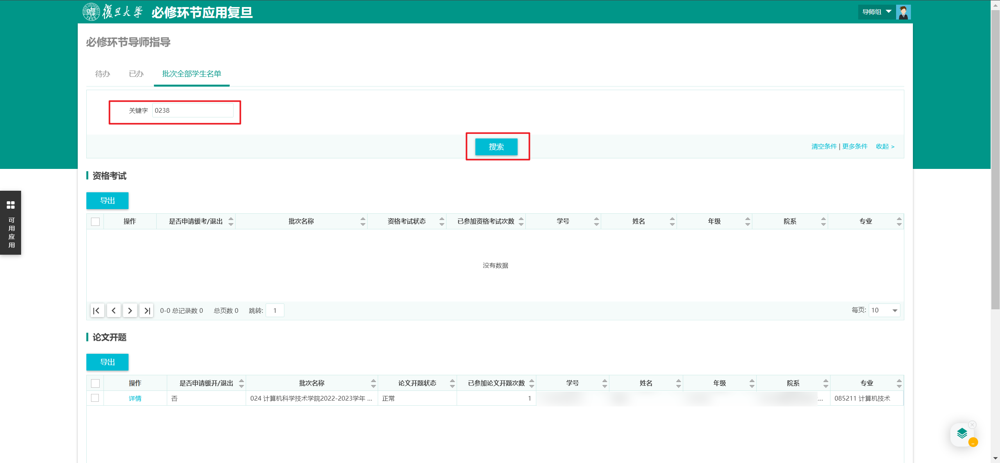 復旦大學 必修环节应用复旦 导师组
必修环节导师指导
待办 已办 批次全部学生名单
关键字 0238
搜索 清空条件 | 更多条件 收起 >
资格考试
导出
操作 是否申请缓考/退出 批次名称 资格考试状态 已参加资格考试次数 学号 姓名 年级 院系 专业
可用应用
没有数据
0-0 总记录数 0 总页数 0 跳转: 1 每页: 10
论文开题
导出
操作 是否申请缓开/退出 批次名称 论文开题状态 已参加论文开题次数 学号 姓名 年级 院系 专业
详情 否 024 计算机科学技术学院2022-2023学年 ... 正常 1 ... 085211 计算机技术